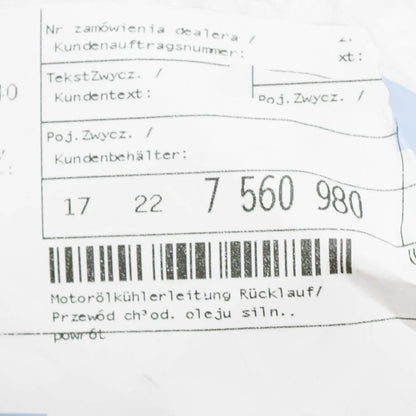 Nr zamówienia dealera /
Kundenauftragsnummer:
xt:
TekstZwycz. /
Kundentext:
Poj.Zwycz. /
Poj.Zwycz. /
Kundenbehälter:
17 22 7 560 980
Motorölkühlerleitung Rücklauf/
Przewód ch³od. oleju siln..
powrót